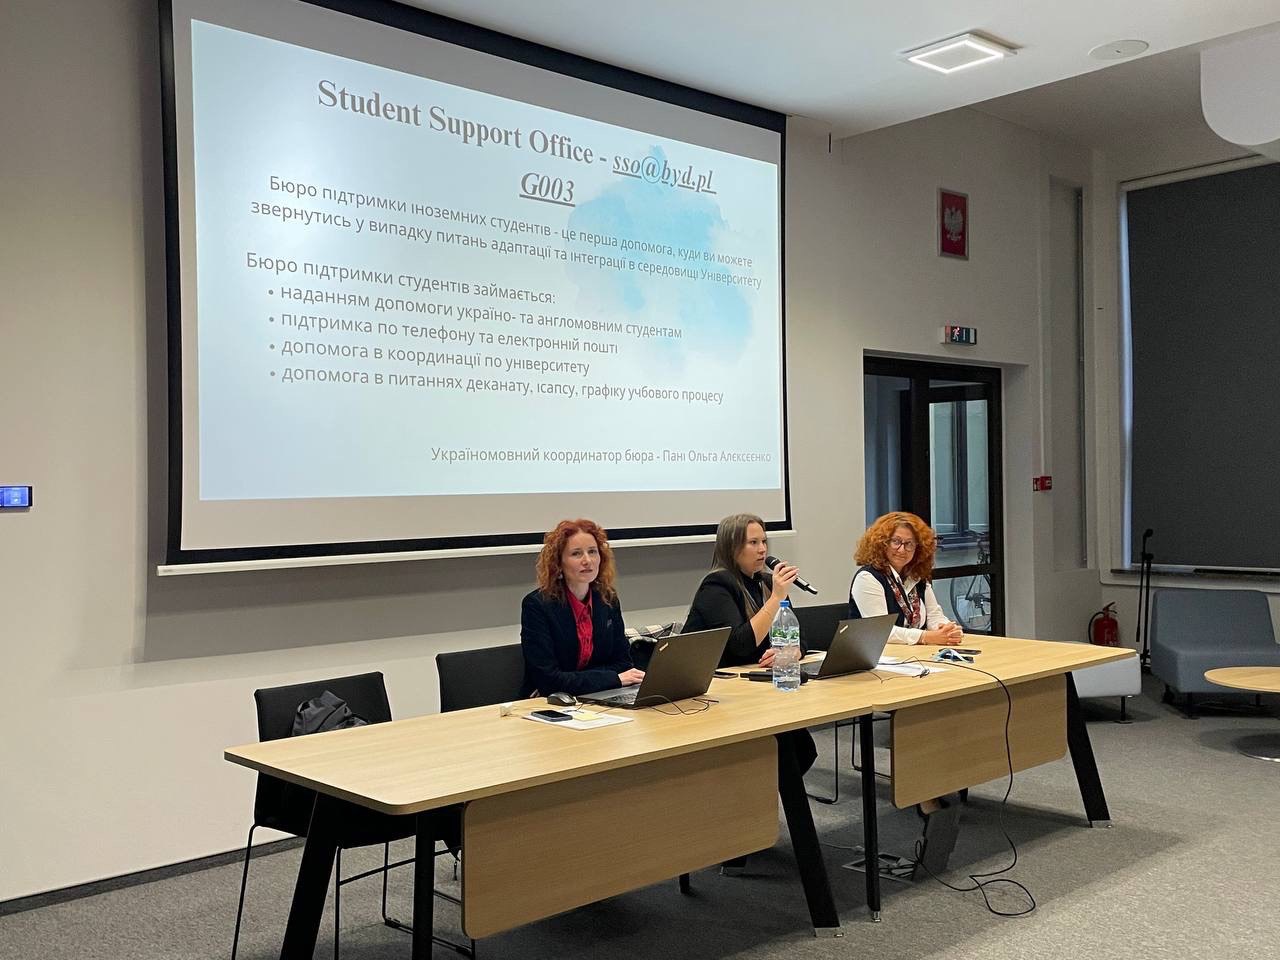 Student Support Office - sso@byd.pl
G003
Бюро підтримки іноземних студентів - це перша допомога, куди ви можете
звернутись у випадку питань адаптації та інтеграції в середовищі Університету
Бюро підтримки студентів займається:
• наданням допомоги україно- та англомовним студентам
• підтримка по телефону та електронній пошті
• допомога в координації по університету
• допомога в питаннях деканату, ісапсу, графіку учбового процесу
Україномовний координатор бюра - Пані Ольга Алєксєєнко